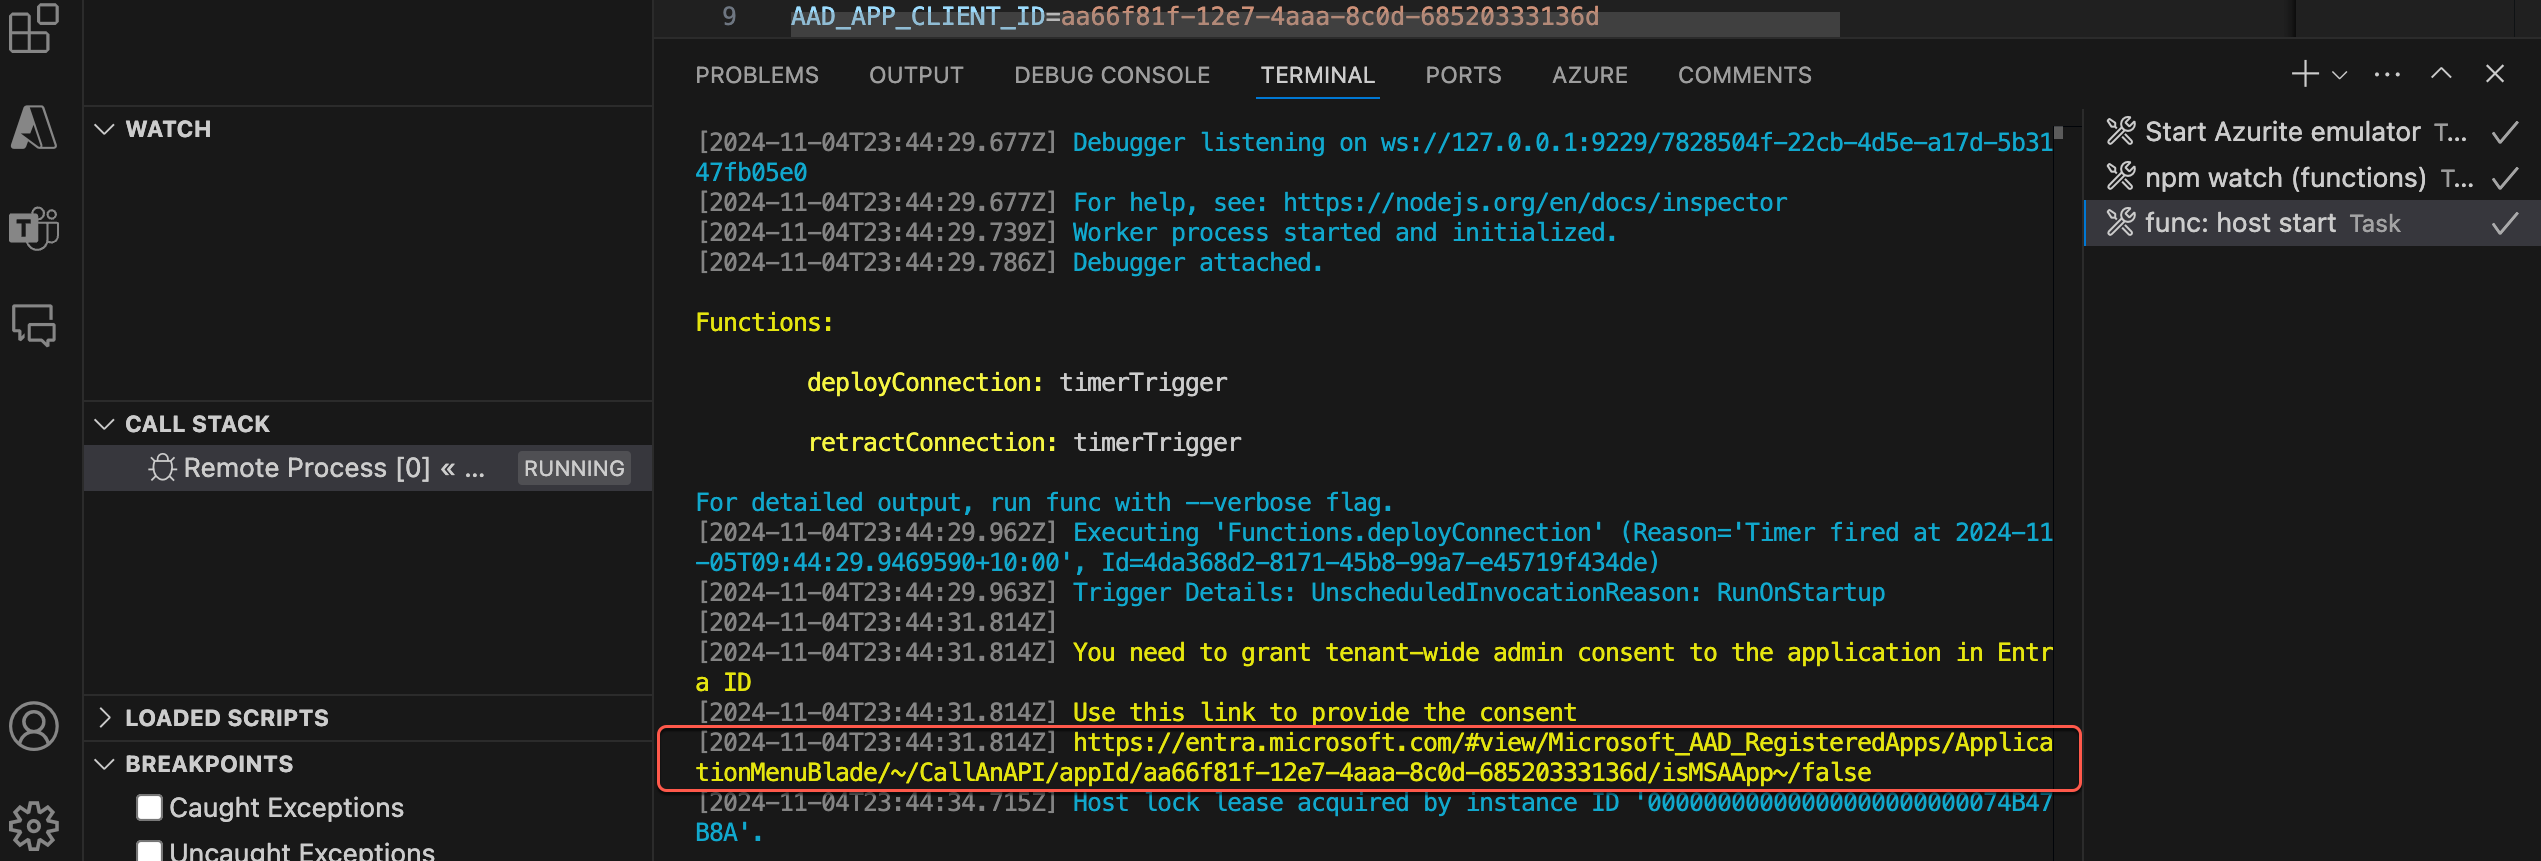 9 AAD_APP_CLIENT_ID=aa66f81f-12e7-4aaa-8c0d-68520333136d
PROBLEMS OUTPUT DEBUG CONSOLE TERMINAL PORTS AZURE COMMENTS
WATCH
CALL STACK
Remote Process [0] « ... RUNNING
LOADED SCRIPTS
BREAKPOINTS
Caught Exceptions
Uncaught Exceptions
[2024-11-04T23:44:29.677Z] Debugger listening on ws://127.0.0.1:9229/7828504f-22cb-4d5e-a17d-5b31
47fb05e0
[2024-11-04T23:44:29.677Z] For help, see: https://nodejs.org/en/docs/inspector
[2024-11-04T23:44:29.739Z] Worker process started and initialized.
[2024-11-04T23:44:29.786Z] Debugger attached.
Functions:
deployConnection: timerTrigger
retractConnection: timerTrigger
For detailed output, run func with --verbose flag.
[2024-11-04T23:44:29.962Z] Executing 'Functions.deployConnection' (Reason='Timer fired at 2024-11
-05T09:44:29.9469590+10:00', Id=4da368d2-8171-45b8-99a7-e45719f434de)
[2024-11-04T23:44:29.963Z] Trigger Details: UnscheduledInvocationReason: RunOnStartup
[2024-11-04T23:44:31.814Z]
[2024-11-04T23:44:31.814Z] You need to grant tenant-wide admin consent to the application in Entr
a ID
[2024-11-04T23:44:31.814Z] Use this link to provide the consent
[2024-11-04T23:44:31.814Z] https://entra.microsoft.com/#view/Microsoft_AAD_RegisteredApps/Applica
tionMenuBlade/~/CallAnAPI/appId/aa66f81f-12e7-4aaa-8c0d-68520333136d/isMSAApp~/false
[2024-11-04T23:44:34.715Z] Host lock lease acquired by instance ID '00000000000000000000000074B47
B8A'.
Start Azurite emulator T...
npm watch (functions) T...
func: host start Task